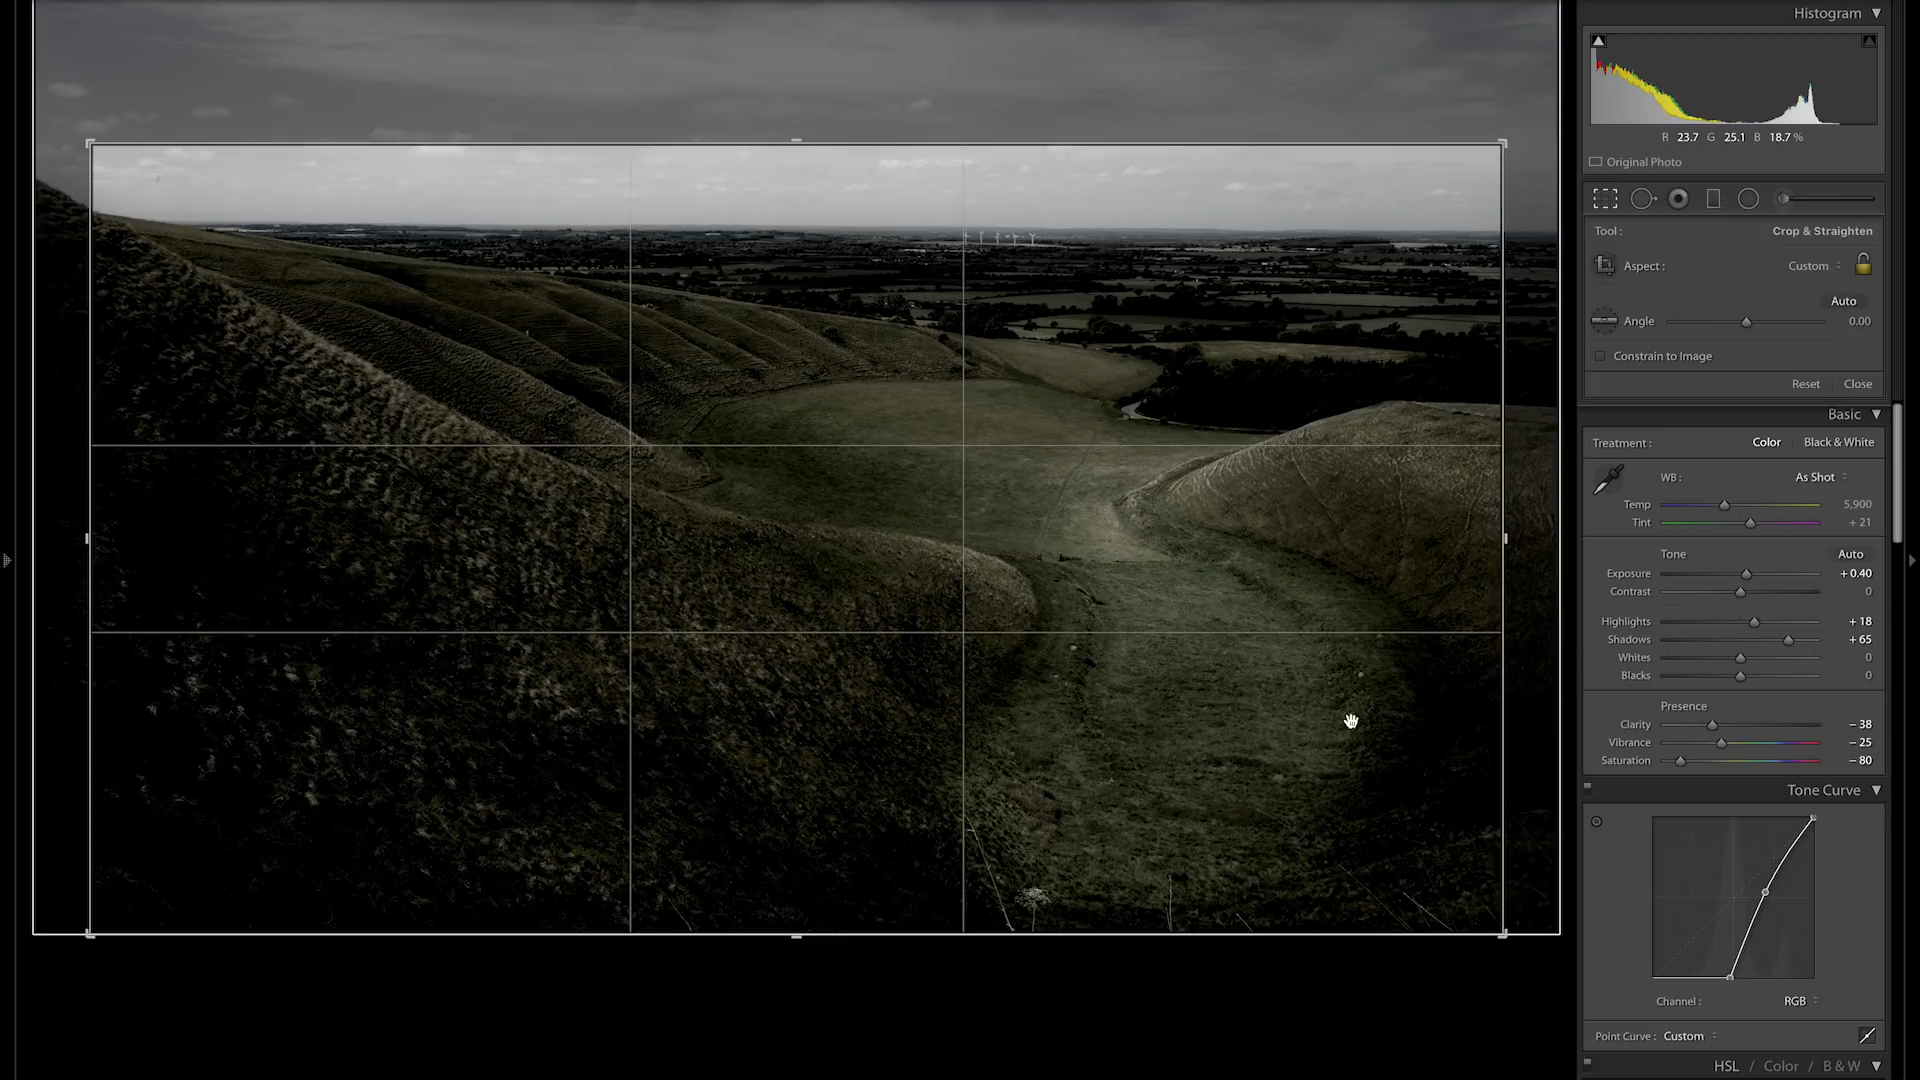 Histogram
R 23.7 G 25.1 B 18.7 %
Original Photo
Tool : Crop & Straighten
Aspect : Custom
Auto
Angle 0.00
Constrain to Image
Reset Close
Basic
Treatment : Color Black & White
WB : As Shot
Temp 5,900
Tint + 21
Tone Auto
Exposure + 0.40
Contrast 0
Highlights + 18
Shadows + 65
Whites 0
Blacks 0
Presence
Clarity – 38
Vibrance – 25
Saturation – 80
Tone Curve
Channel : RGB
Point Curve : Custom
HSL / Color / B & W